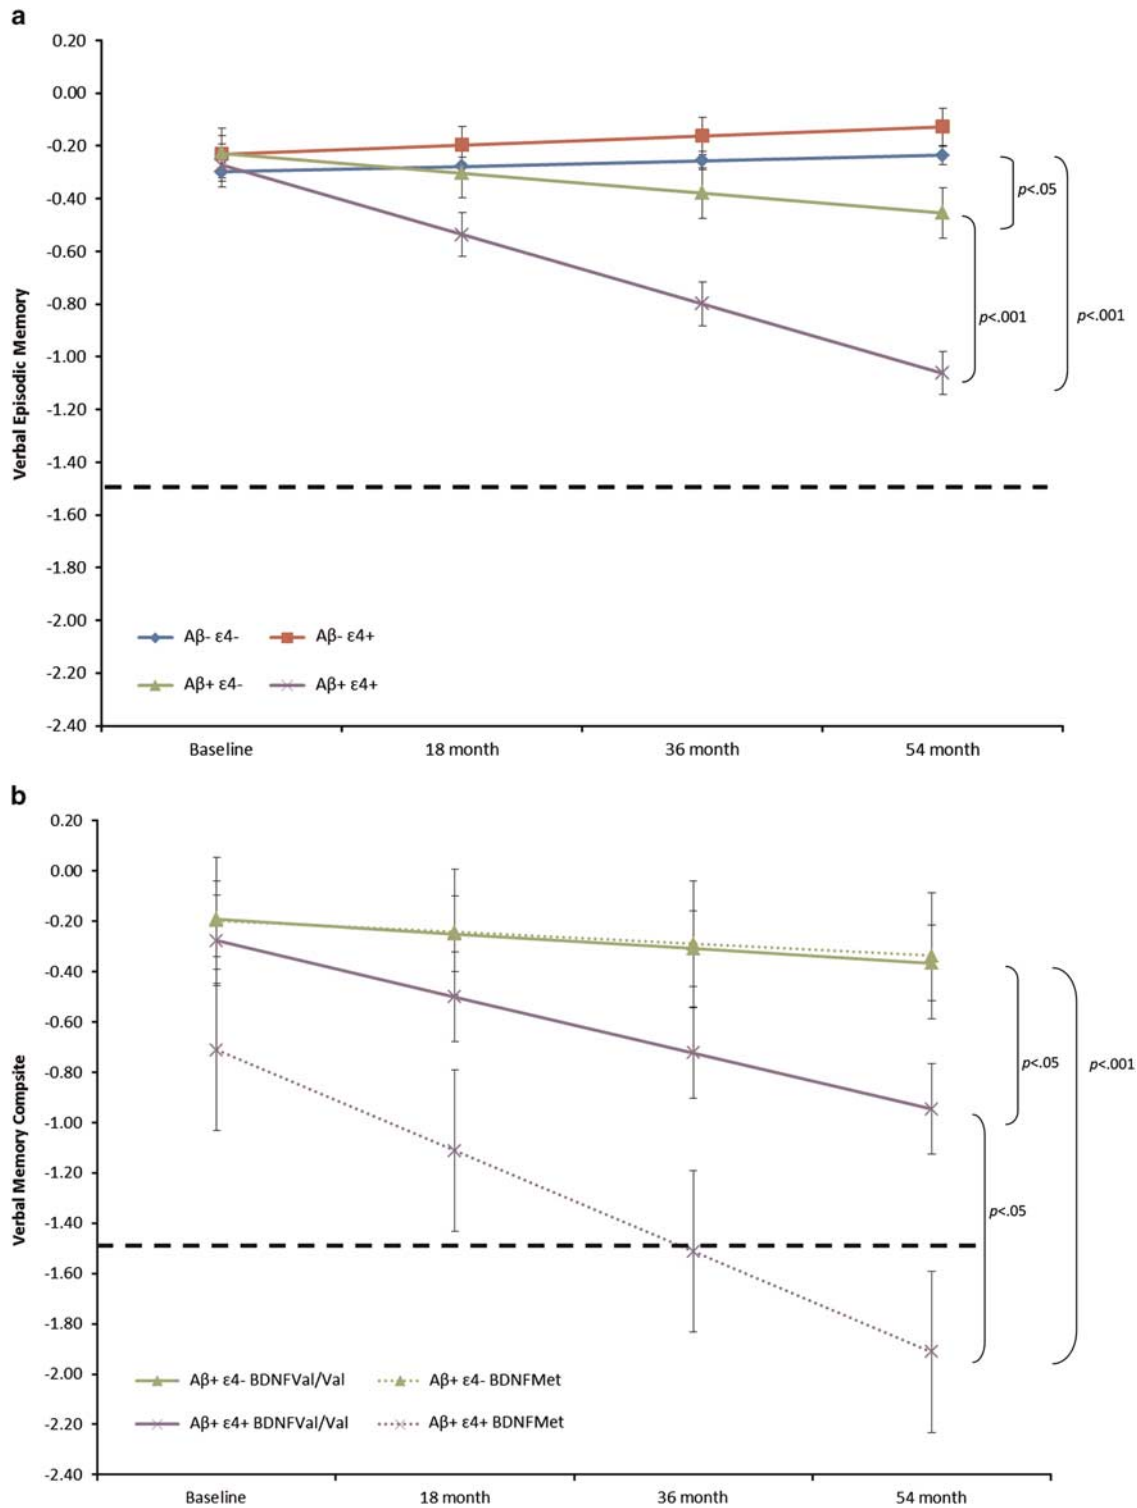 a
0.20
0.00
-0.20
-0.40
-0.60
-0.80
-1.00
-1.20
-1.40
-1.60
-1.80
-2.00
-2.20
-2.40
Verbal Episodic Memory
p<.05
p<.001
p<.001
Aβ- ε4- Aβ- ε4+
Aβ+ ε4- Aβ+ ε4+
Baseline 18 month 36 month 54 month
b
0.20
0.00
-0.20
-0.40
-0.60
-0.80
-1.00
-1.20
-1.40
-1.60
-1.80
-2.00
-2.20
-2.40
Verbal Memory Compsite
p<.05
p<.001
p<.05
Aβ+ ε4- BDNFVal/Val Aβ+ ε4- BDNFMet
Aβ+ ε4+ BDNFVal/Val Aβ+ ε4+ BDNFMet
Baseline 18 month 36 month 54 month